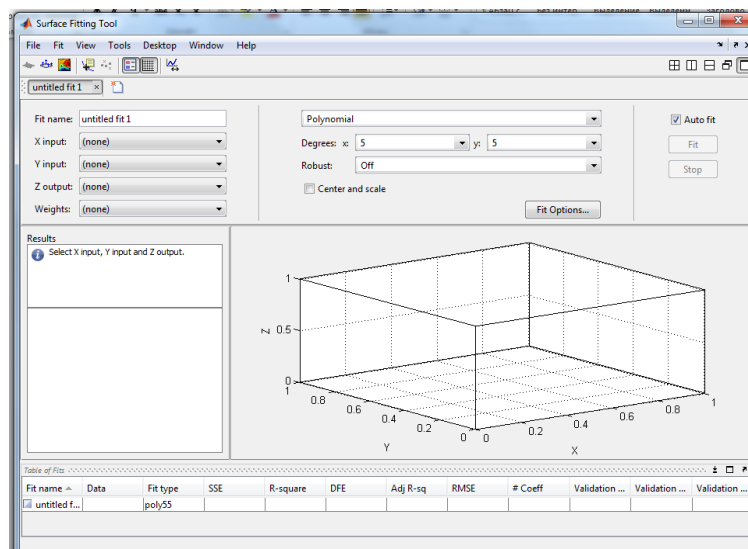 Surface Fitting Tool
File Fit View Tools Desktop Window Help
untitled fit 1
Fit name: untitled fit 1
X input: (none)
Y input: (none)
Z output: (none)
Weights: (none)
Polynomial
Degrees: x: 5 y: 5
Robust: Off
Center and scale
Fit Options...
Auto fit
Fit
Stop
Results
Select X input, Y input and Z output.
1
0.5
0
Z
1
0.8
0.6
0.4
0.2
0
Y
0
0.2
0.4
0.6
0.8
1
X
Table of Fits
Fit name Data Fit type SSE R-square DFE Adj R-sq RMSE # Coeff Validation ... Validation ... Validation ...
untitled f... poly55